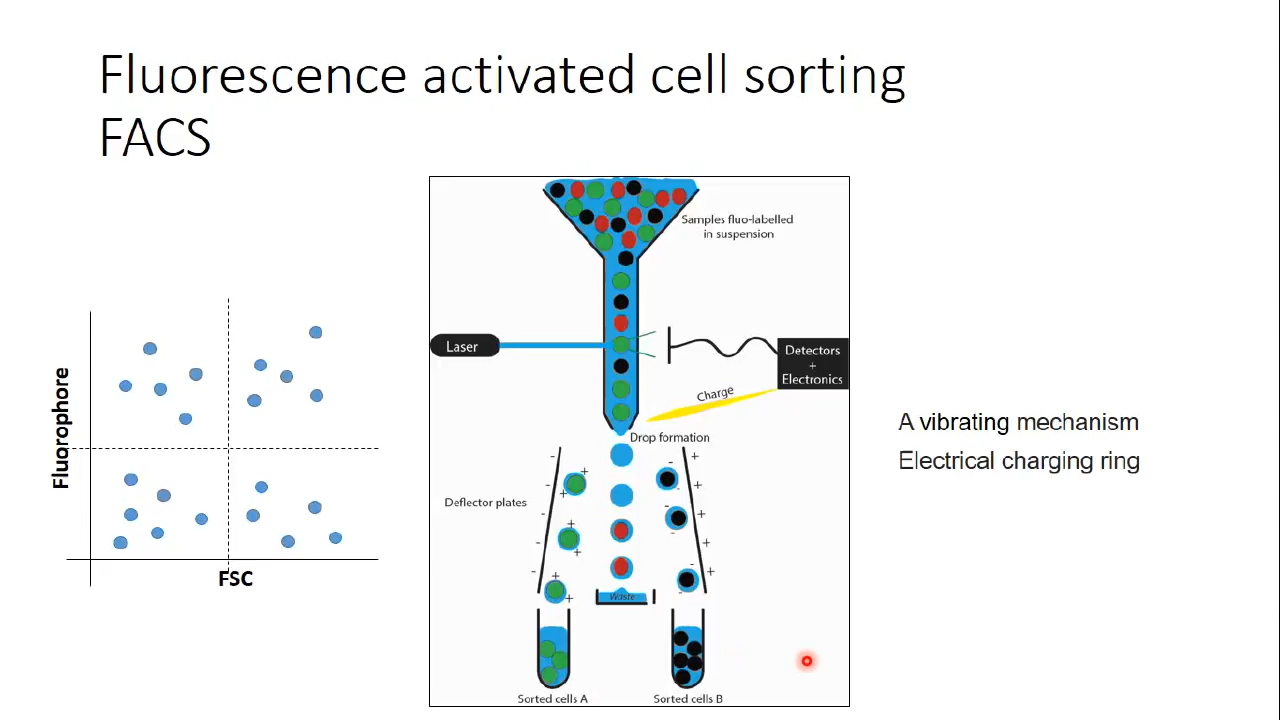 Fluorescence activated cell sorting
FACS
Samples fluo-labelled
in suspension
Laser
Detectors
+
Electronics
Charge
Drop formation
Deflector plates
Waste
Sorted cells A
Sorted cells B
Fluorophore
FSC
A vibrating mechanism
Electrical charging ring